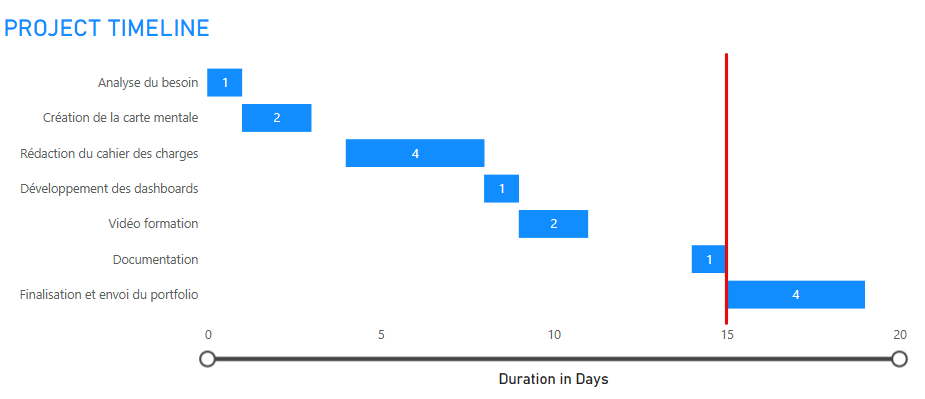 PROJECT TIMELINE
Analyse du besoin
1
Création de la carte mentale
2
Rédaction du cahier des charges
4
Développement des dashboards
1
Vidéo formation
2
Documentation
1
Finalisation et envoi du portfolio
4
0 5 10 15 20
Duration in Days